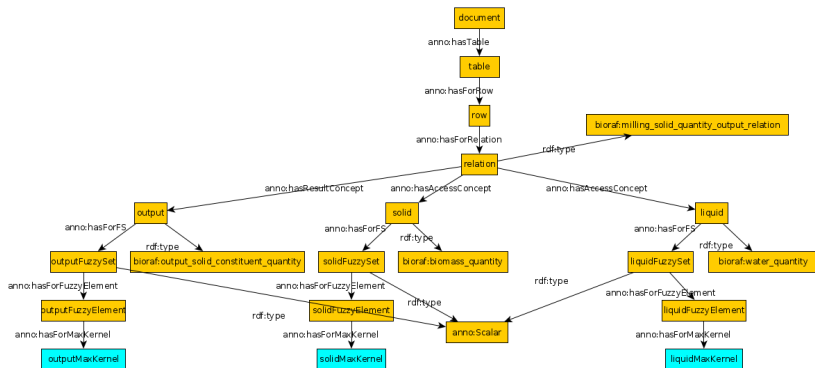 document
anno:hasTable
table
anno:hasForRow
row
bioraf:milling_solid_quantity_output_relation
anno:hasForRelation
rdf:type
relation
anno:hasResultConcept
anno:hasAccessConcept
anno:hasAccessConcept
output
solid
liquid
anno:hasForFS
anno:hasForFS
anno:hasForFS
rdf:type
rdf:type
rdf:type
outputFuzzySet
bioraf:output_solid_constituent_quantity
solidFuzzySet
bioraf:biomass_quantity
liquidFuzzySet
bioraf:water_quantity
anno:hasForFuzzyElement
anno:hasForFuzzyElement
rdf:type
anno:hasForFuzzyElement
outputFuzzyElement
solidFuzzyElement
rdf:type
liquidFuzzyElement
rdf:type
anno:hasForMaxKernel
anno:hasForMaxKernel
anno:Scalar
anno:hasForMaxKernel
outputMaxKernel
solidMaxKernel
liquidMaxKernel